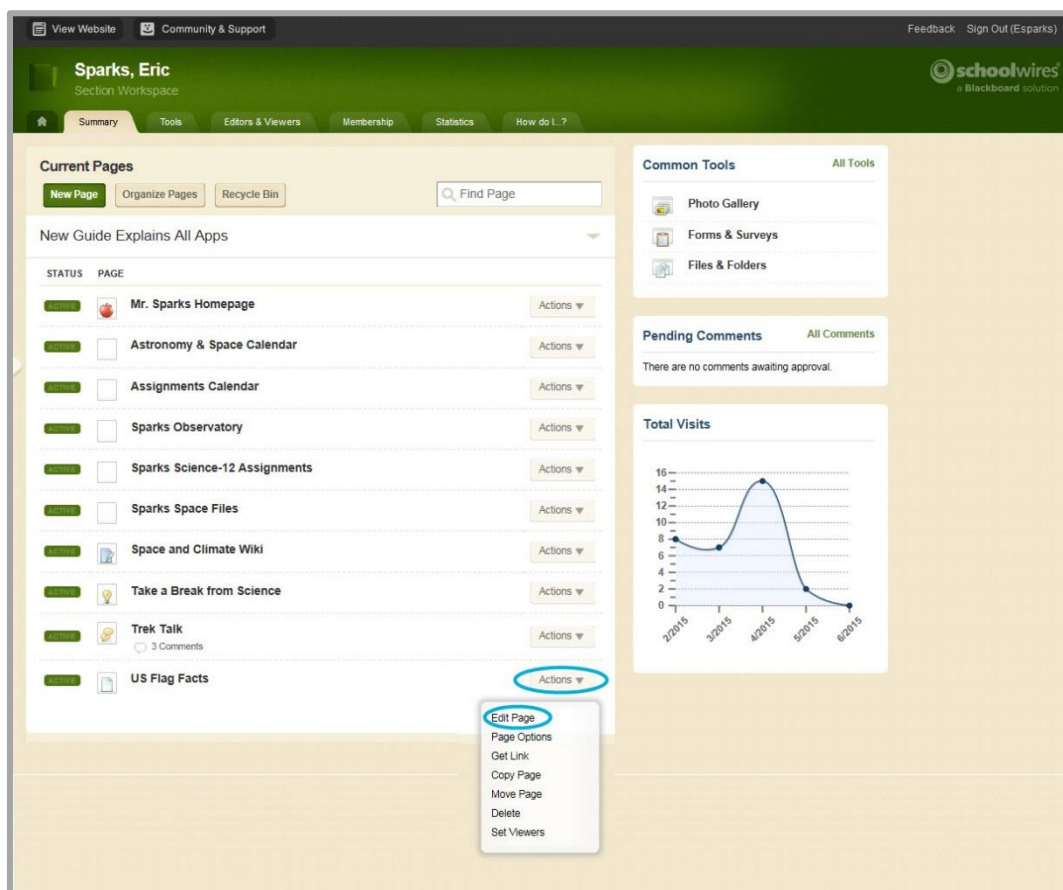 View Website Community & Support Feedback Sign Out (Esparks)
Sparks, Eric
Section Workspace
schoolwires
a Blackboard solution
Summary Tools Editors & Viewers Membership Statistics How do I...?
Current Pages
New Page Organize Pages Recycle Bin Find Page
New Guide Explains All Apps
STATUS PAGE
ACTIVE Mr. Sparks Homepage Actions
ACTIVE Astronomy & Space Calendar Actions
ACTIVE Assignments Calendar Actions
ACTIVE Sparks Observatory Actions
ACTIVE Sparks Science-12 Assignments Actions
ACTIVE Sparks Space Files Actions
ACTIVE Space and Climate Wiki Actions
ACTIVE Take a Break from Science Actions
ACTIVE Trek Talk Actions
3 Comments
ACTIVE US Flag Facts Actions
Edit Page
Page Options
Get Link
Copy Page
Move Page
Delete
Set Viewers
Common Tools All Tools
Photo Gallery
Forms & Surveys
Files & Folders
Pending Comments All Comments
There are no comments awaiting approval.
Total Visits
16
14
12
10
8
6
4
2
0
2/2015 3/2015 4/2015 5/2015 6/2015